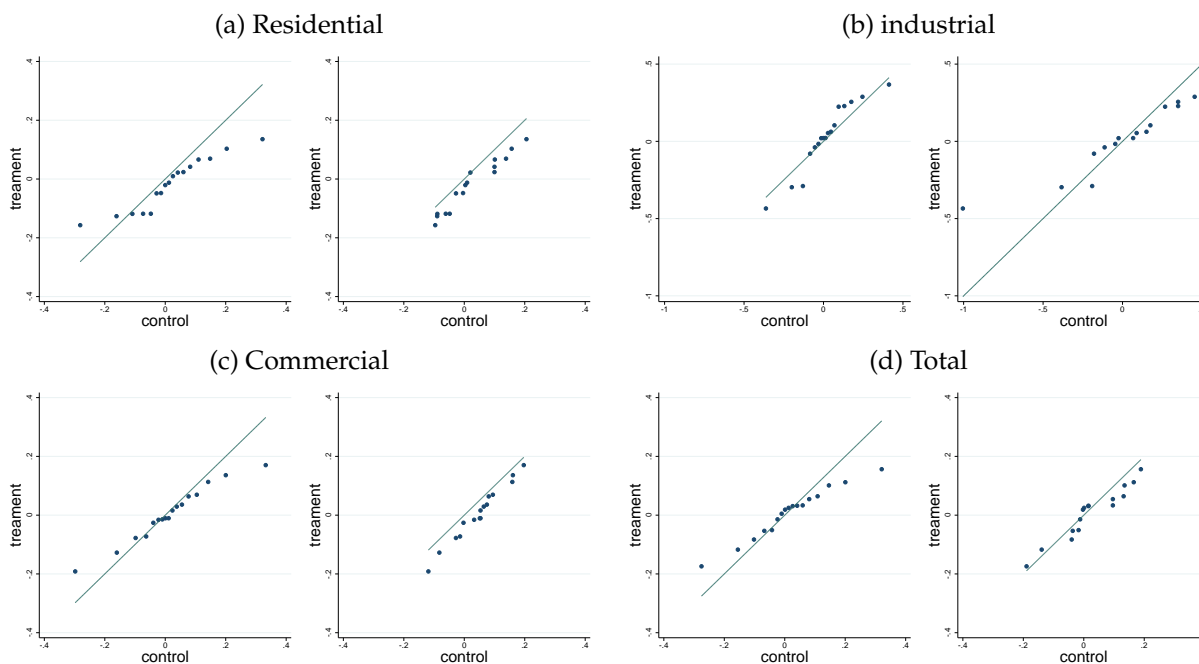 (a) Residential
(b) industrial
treament
.4
.2
0
-.2
-.4
-.4 -.2 0 .2 .4
control
treament
.4
.2
0
-.2
-.4
-.4 -.2 0 .2 .4
control
treament
.5
0
-.5
-1
-1 -.5 0 .5
control
treament
.5
0
-.5
-1
-1 -.5 0
control
(c) Commercial
(d) Total
treament
.4
.2
0
-.2
-.4
-.4 -.2 0 .2 .4
control
treament
.4
.2
0
-.2
-.4
-.4 -.2 0 .2 .4
control
treament
.4
.2
0
-.2
-.4
-.4 -.2 0 .2 .4
control
treament
.4
.2
0
-.2
-.4
-.4 -.2 0 .2
control